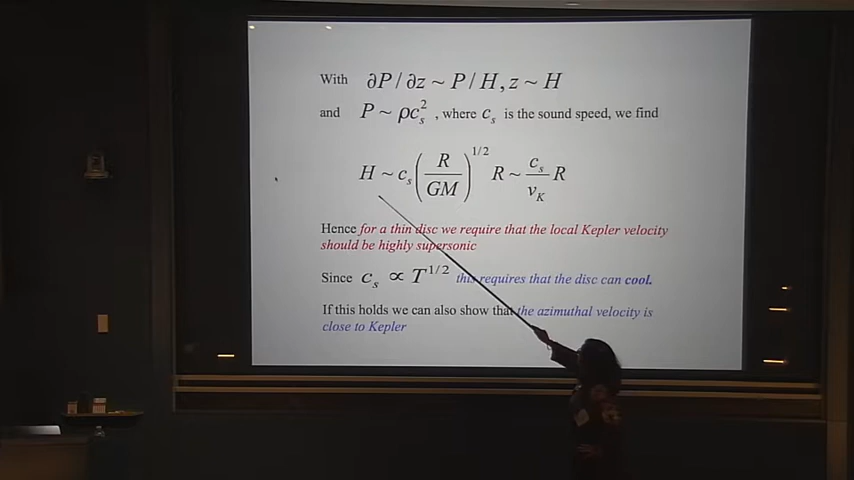 With ∂P / ∂z ~ P / H, z ~ H
and P ~ ρc_s^2 , where c_s is the sound speed, we find
H ~ c_s (R / GM)^1/2 R ~ c_s / v_K R
Hence for a thin disc we require that the local Kepler velocity
should be highly supersonic
Since c_s ∝ T^1/2 this requires that the disc can cool.
If this holds we can also show that the azimuthal velocity is
close to Kepler